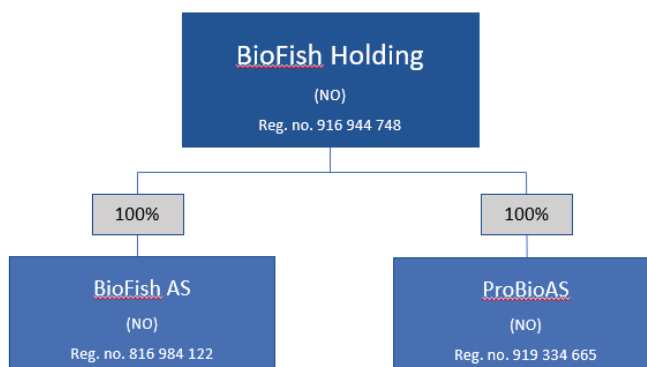 BioFish Holding
(NO)
Reg. no. 916 944 748
100%
100%
BioFish AS
(NO)
Reg. no. 816 984 122
ProBioAS
(NO)
Reg. no. 919 334 665